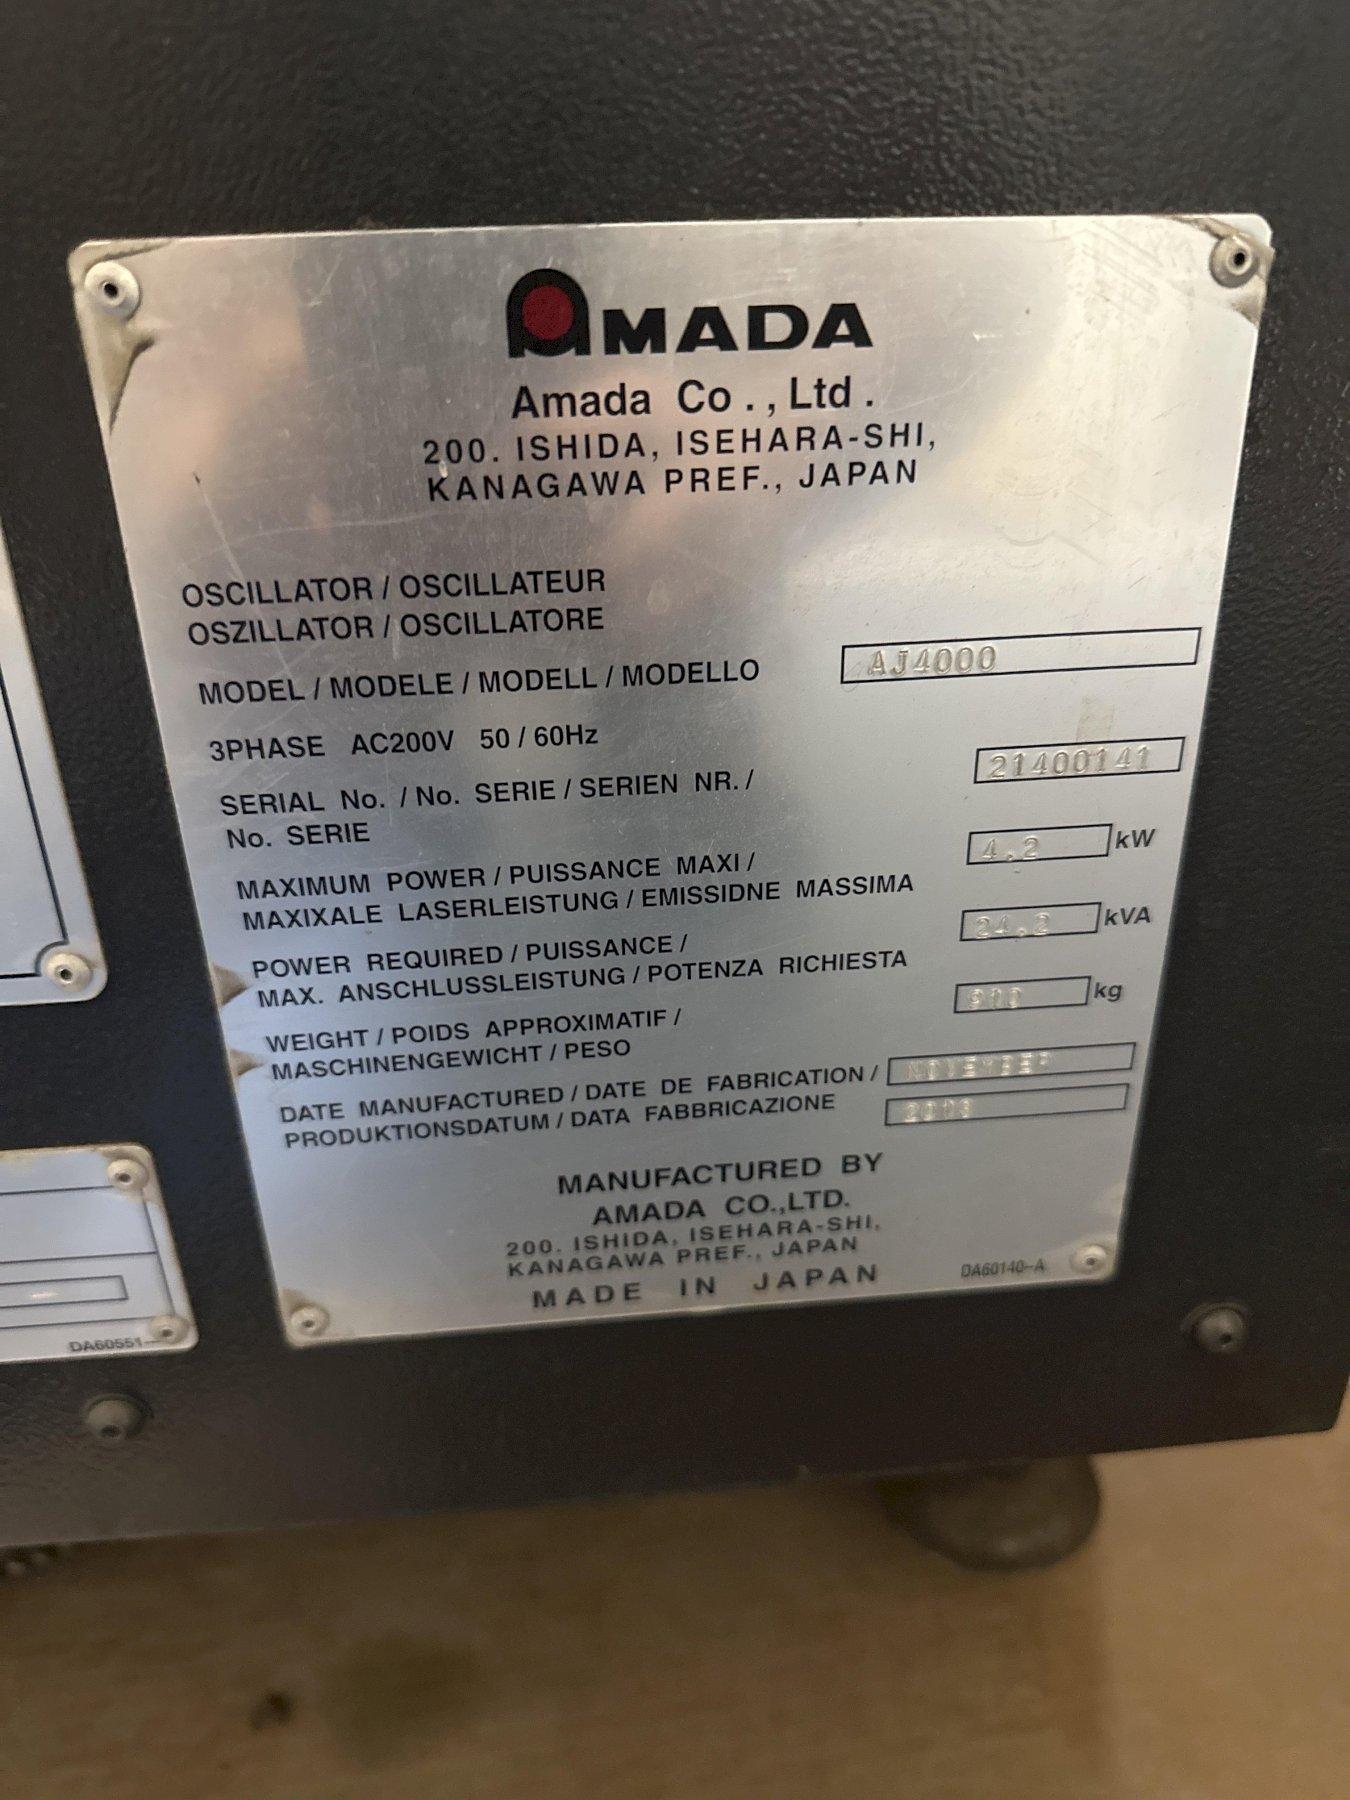 AMADA
Amada Co., Ltd.
200. ISHIDA, ISEHARA-SHI,
KANAGAWA PREF., JAPAN
OSCILLATOR / OSCILLATEUR
OSZILLATOR / OSCILLATORE
MODEL / MODELE / MODELL / MODELLO AJ4000
3PHASE AC200V 50 / 60Hz
SERIAL No. / No. SERIE / SERIEN NR. / 21400141
No. SERIE
MAXIMUM POWER / PUISSANCE MAXI / 4.2 kW
MAXIXALE LASERLEISTUNG / EMISSIDNE MASSIMA
POWER REQUIRED / PUISSANCE / 24.2 kVA
MAX. ANSCHLUSSLEISTUNG / POTENZA RICHIESTA
WEIGHT / POIDS APPROXIMATIF / kg
MASCHINENGEWICHT / PESO
DATE MANUFACTURED / DATE DE FABRICATION / NOVEMBER
PRODUKTIONSDATUM / DATA FABBRICAZIONE
MANUFACTURED BY
AMADA CO.,LTD.
200. ISHIDA, ISEHARA-SHI,
KANAGAWA PREF., JAPAN
MADE IN JAPAN
DA60140-A
DA60551